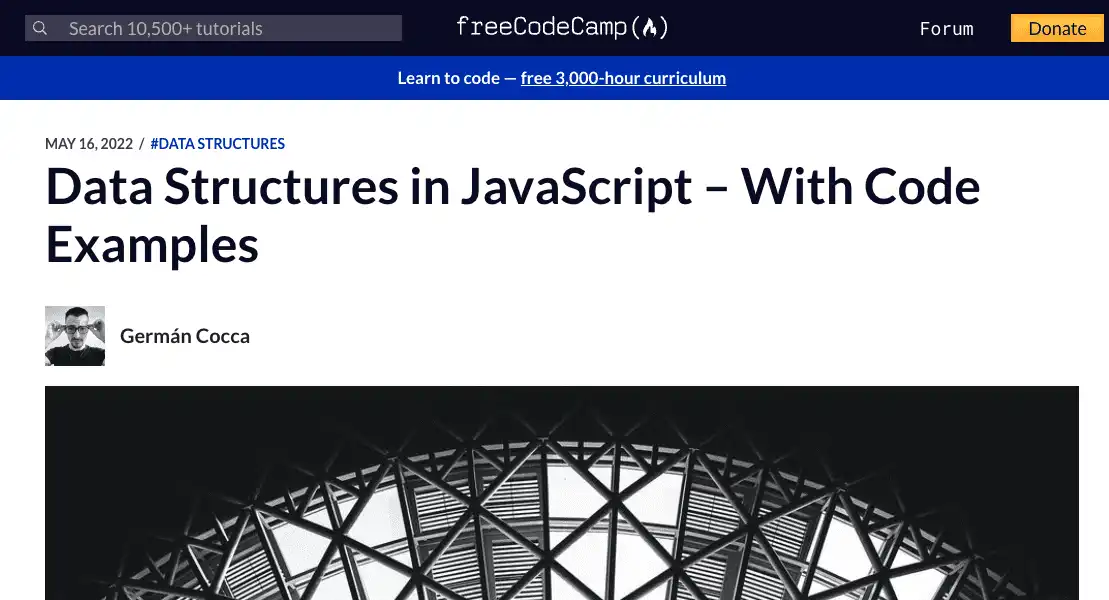 Search 10,500+ tutorials
freeCodeCamp
Forum
Donate
Learn to code — free 3,000-hour curriculum
MAY 16, 2022 / #DATA STRUCTURES
Data Structures in JavaScript – With Code
Examples
Germán Cocca